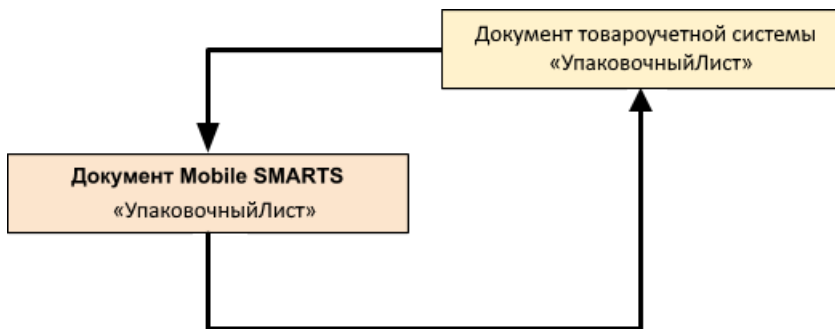 Документ товароучетной системы
«УпаковочныйЛист»
Документ Mobile SMARTS
«УпаковочныйЛист»